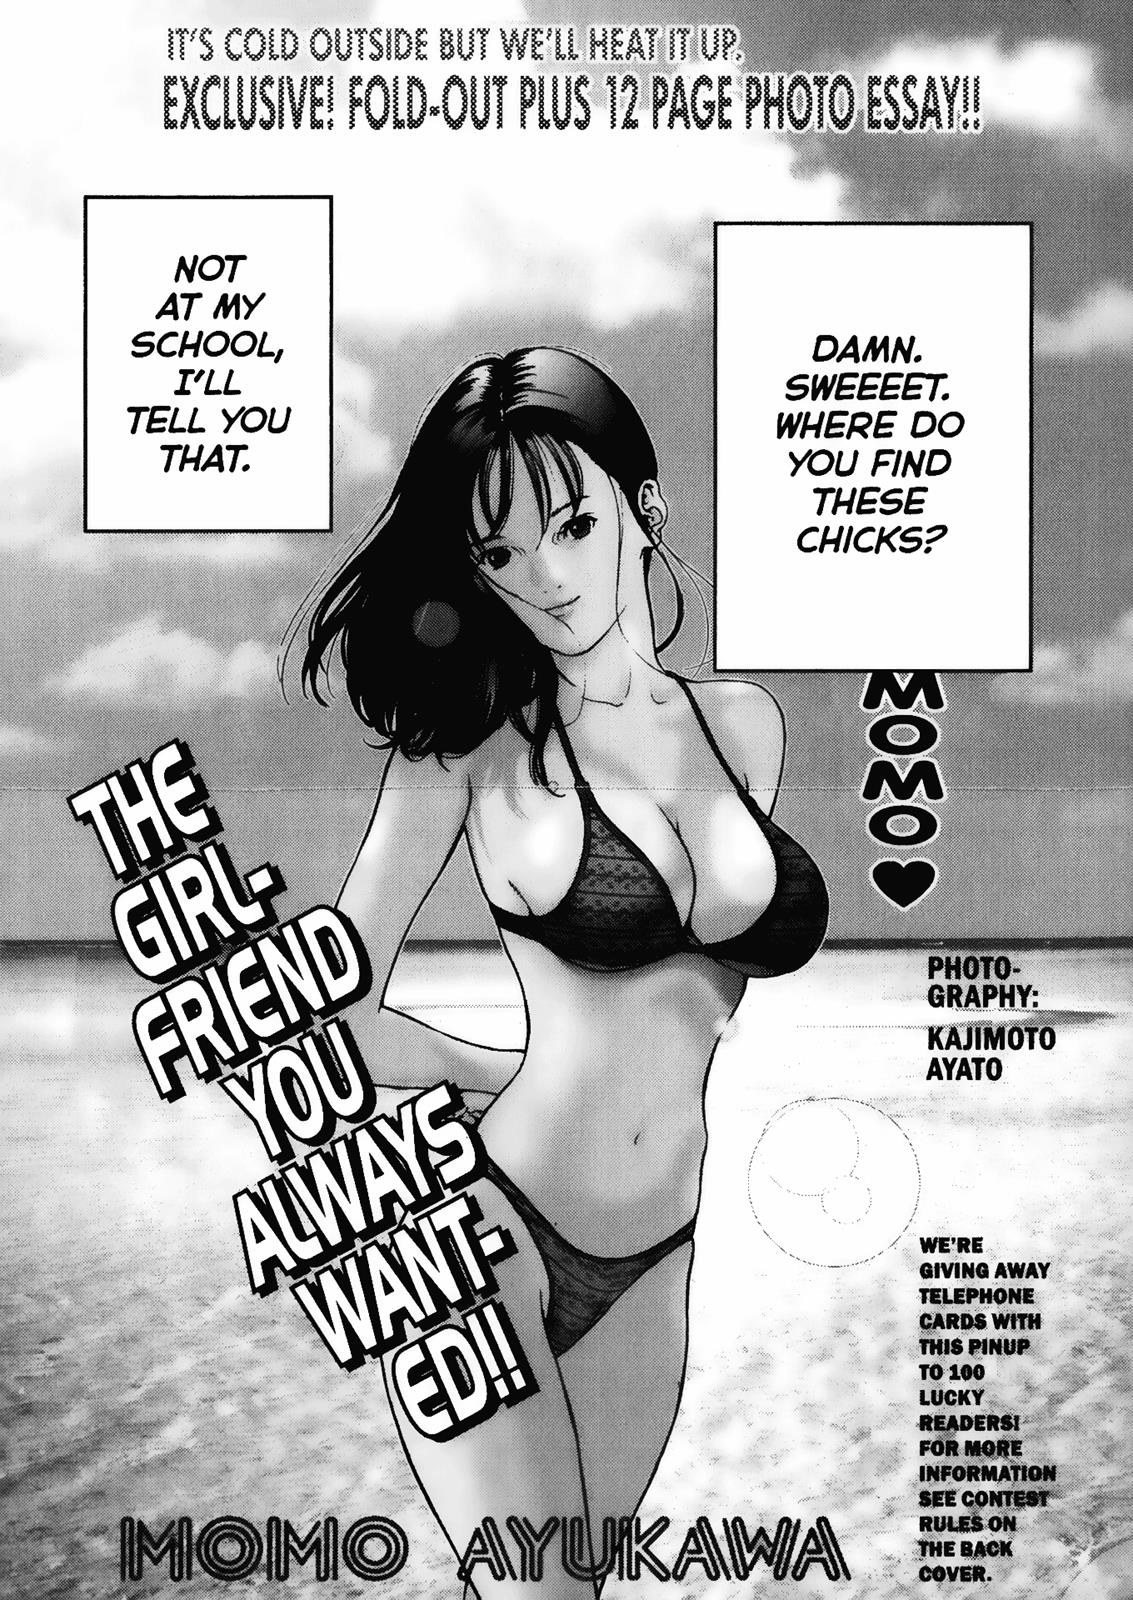 IT'S COLD OUTSIDE BUT WE'LL HEAT IT UP.
EXCLUSIVE! FOLD-OUT PLUS 12 PAGE PHOTO ESSAY!!
DAMN.
SWEEEET.
WHERE DO
YOU FIND
THESE
CHICKS?
NOT
AT MY
SCHOOL,
I'LL
TELL YOU
THAT.
MOMO♥
THE
GIRL-
FRIEND
YOU
ALWAYS
WANT-
ED!!
PHOTO-
GRAPHY:
KAJIMOTO
AYATO
WE'RE
GIVING AWAY
TELEPHONE
CARDS WITH
THIS PINUP
TO 100
LUCKY
READERS!
FOR MORE
INFORMATION
SEE CONTEST
RULES ON
THE BACK
COVER.
MOMO AYUKAWA